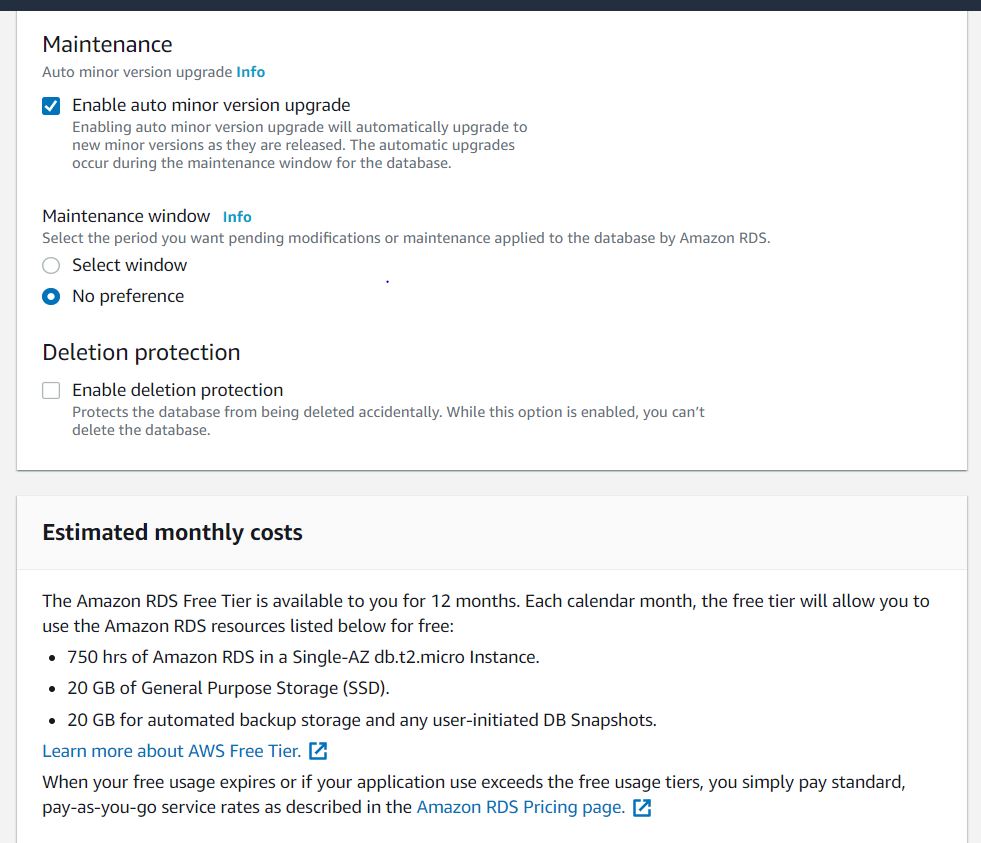 Maintenance
Auto minor version upgrade Info
Enable auto minor version upgrade
Enabling auto minor version upgrade will automatically upgrade to
new minor versions as they are released. The automatic upgrades
occur during the maintenance window for the database.
Maintenance window Info
Select the period you want pending modifications or maintenance applied to the database by Amazon RDS.
Select window
No preference
Deletion protection
Enable deletion protection
Protects the database from being deleted accidentally. While this option is enabled, you can’t
delete the database.
Estimated monthly costs
The Amazon RDS Free Tier is available to you for 12 months. Each calendar month, the free tier will allow you to
use the Amazon RDS resources listed below for free:
• 750 hrs of Amazon RDS in a Single-AZ db.t2.micro Instance.
• 20 GB of General Purpose Storage (SSD).
• 20 GB for automated backup storage and any user-initiated DB Snapshots.
Learn more about AWS Free Tier.
When your free usage expires or if your application use exceeds the free usage tiers, you simply pay standard,
pay-as-you-go service rates as described in the Amazon RDS Pricing page.